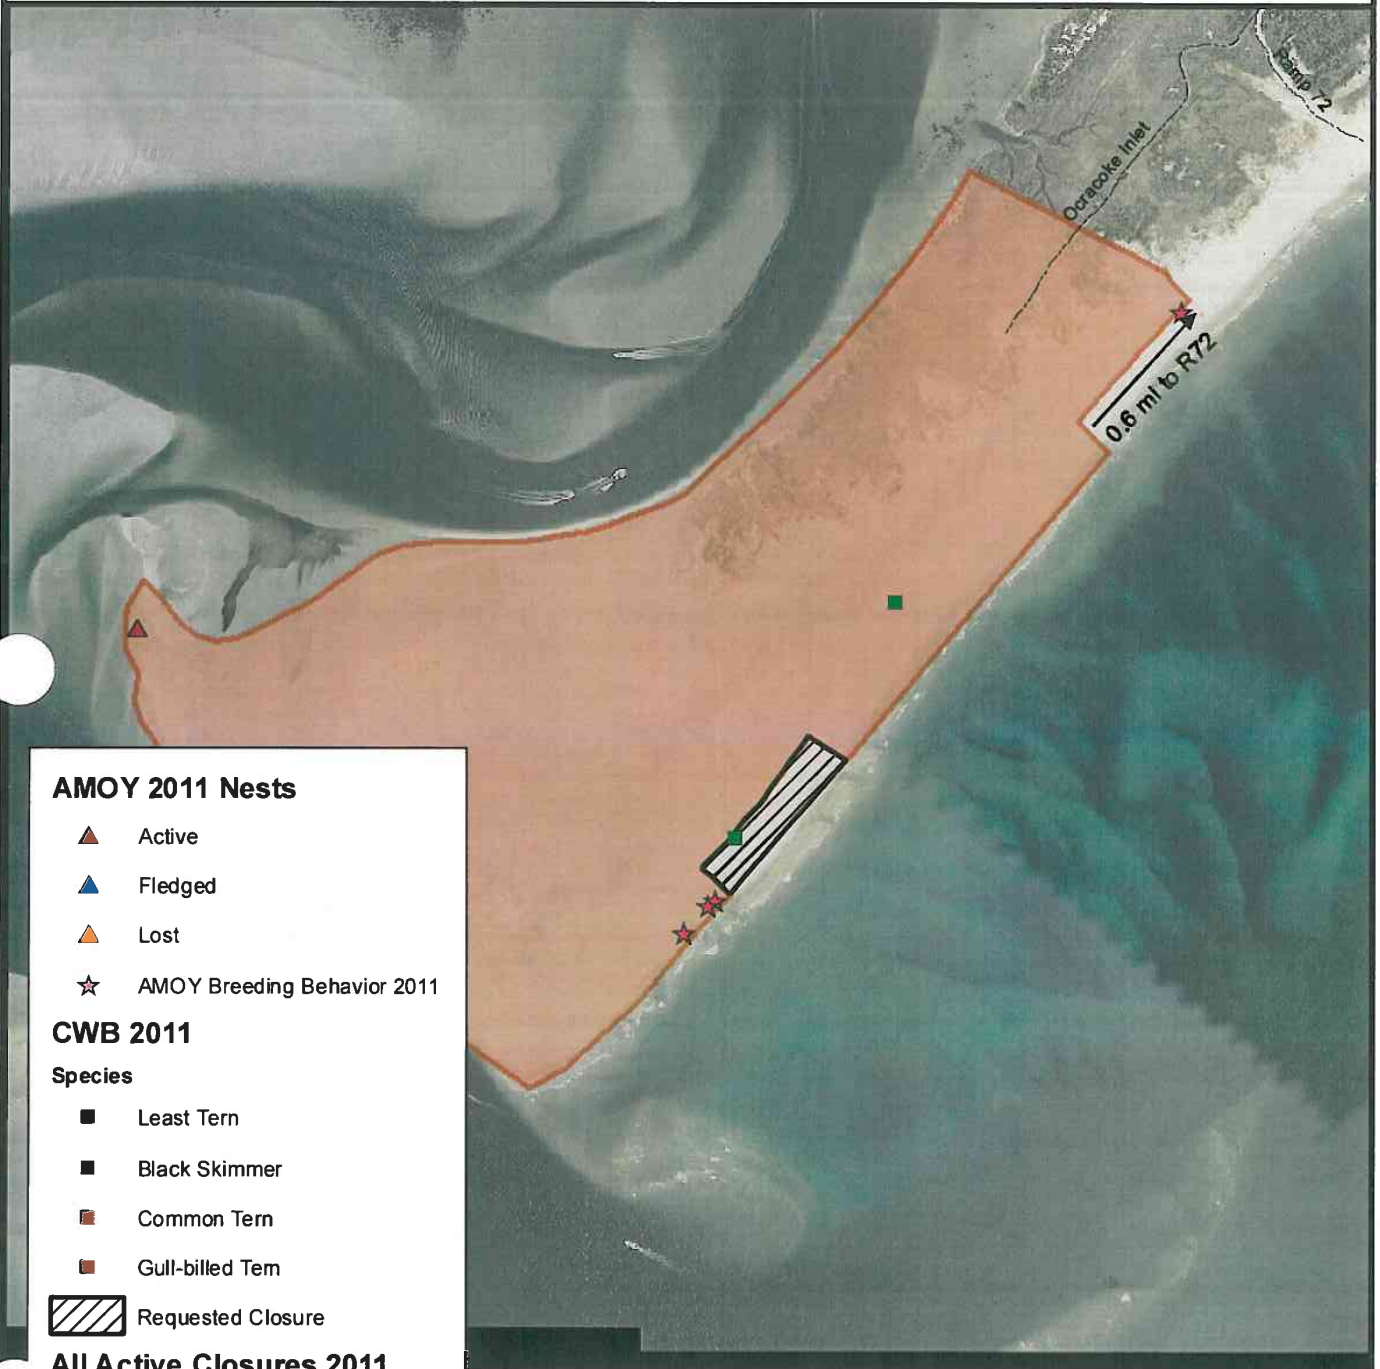 Ramp 72
Ocracoke Inlet
0.6 mi to R72
AMOY 2011 Nests
Active
Fledged
Lost
AMOY Breeding Behavior 2011
CWB 2011
Species
Least Tern
Black Skimmer
Common Tern
Gull-billed Tern
Requested Closure
All Active Closures 2011